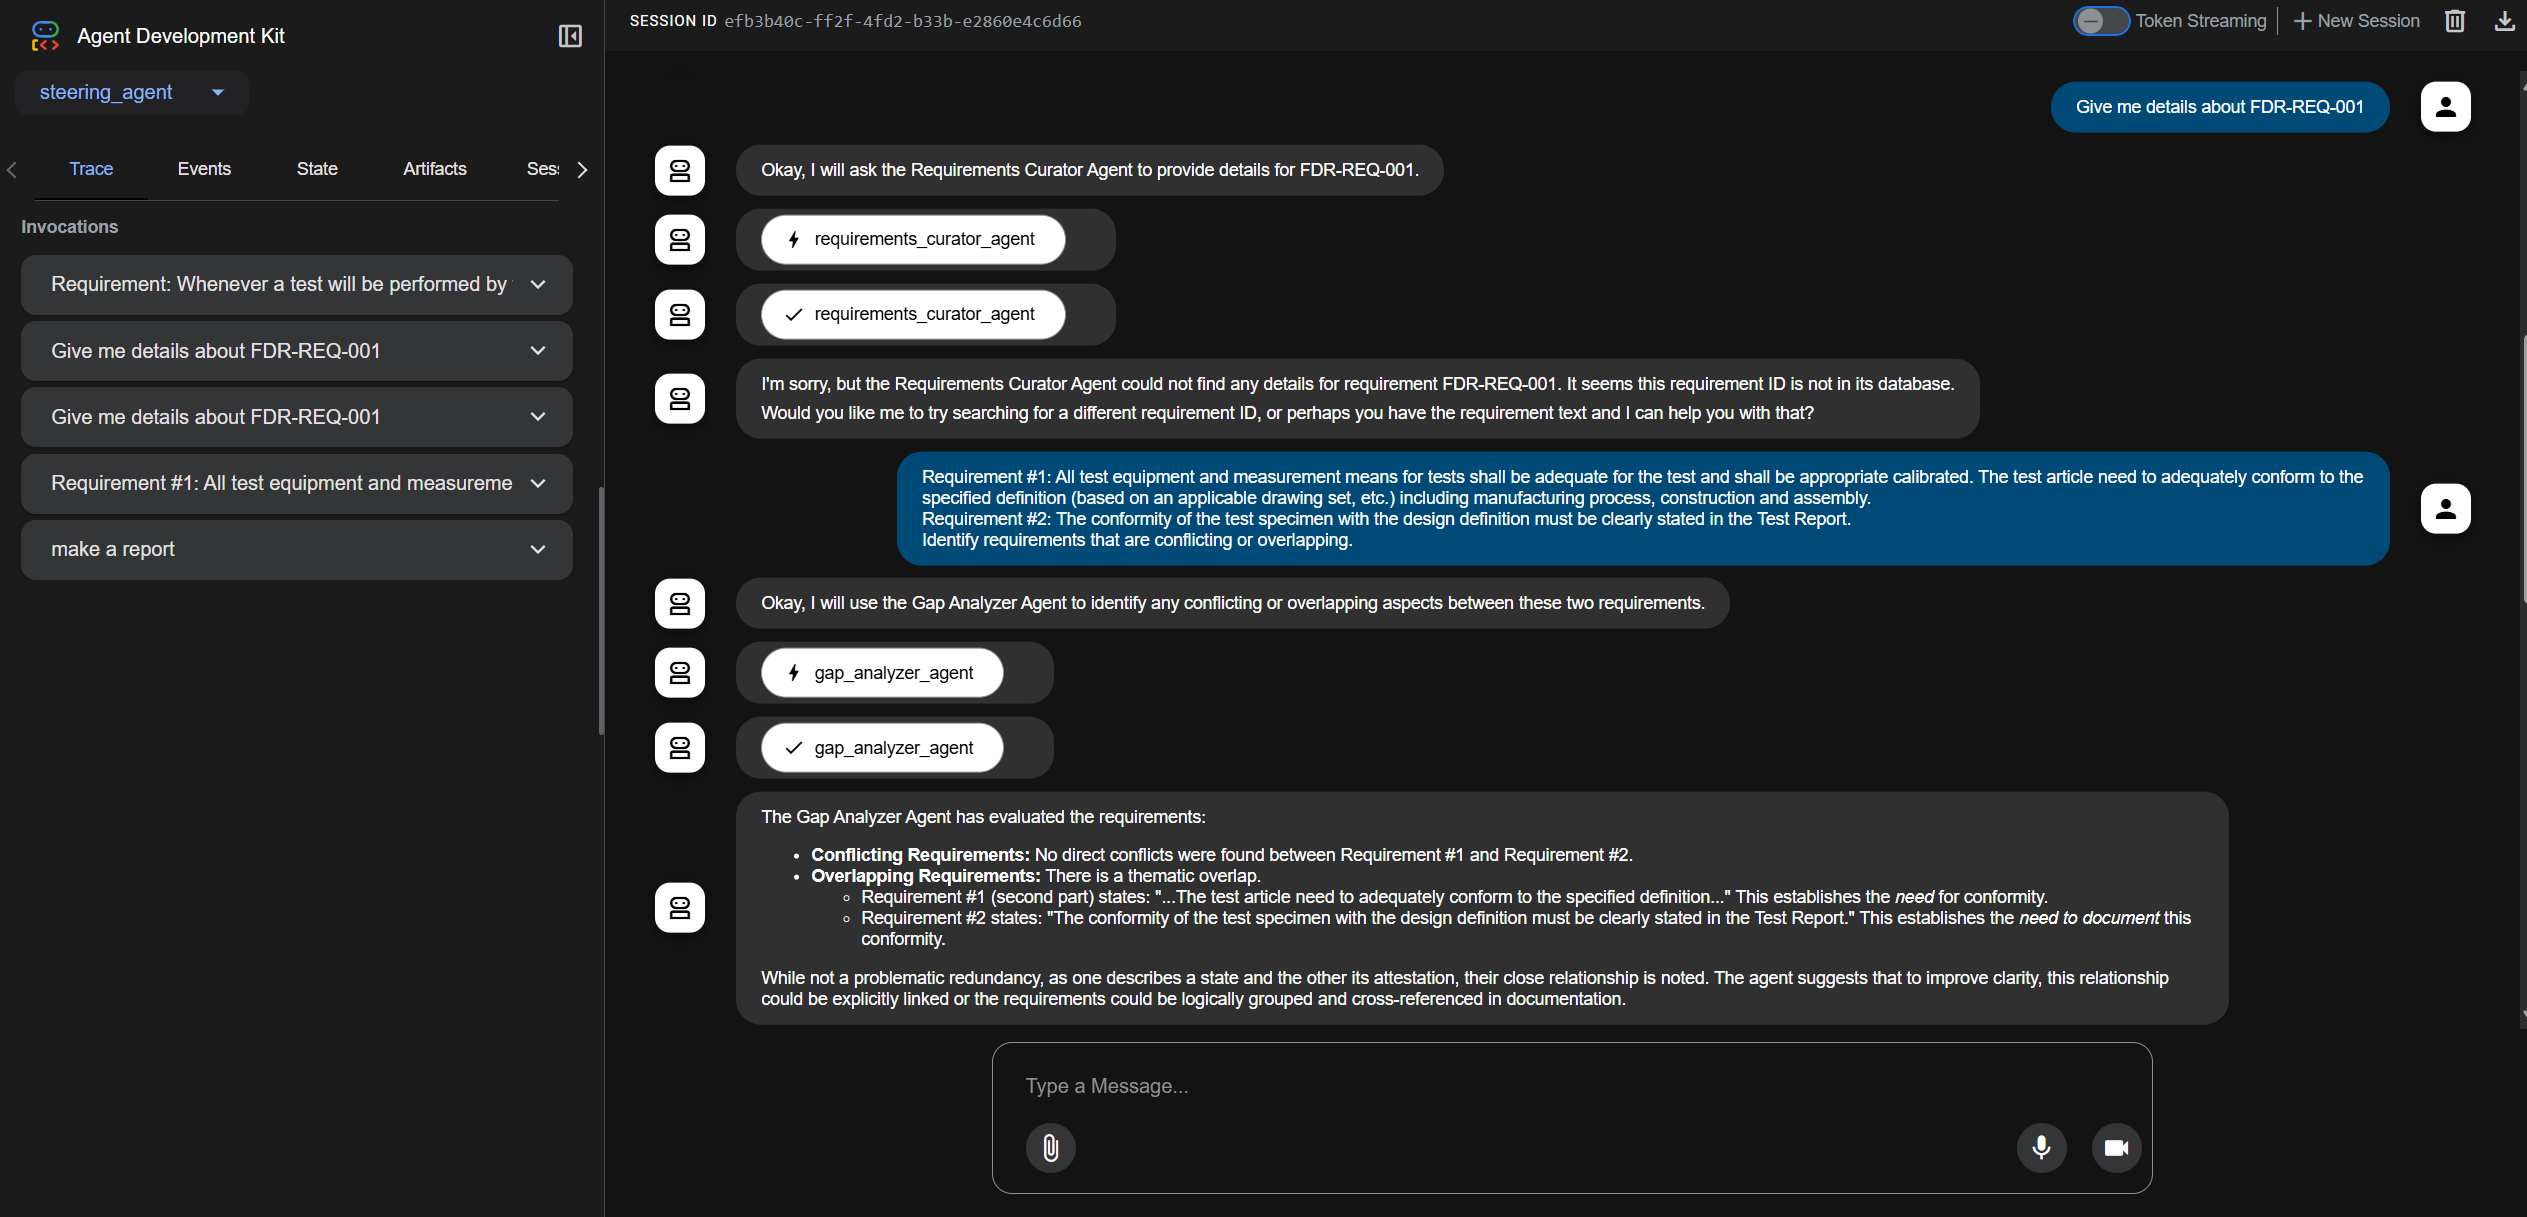 Agent Development Kit
steering_agent
Trace Events State Artifacts Sess
Invocations
Requirement: Whenever a test will be performed by
Give me details about FDR-REQ-001
Give me details about FDR-REQ-001
Requirement #1: All test equipment and measureme
make a report
SESSION ID efb3b40c-ff2f-4fd2-b33b-e2860e4c6d66
Token Streaming
New Session
Give me details about FDR-REQ-001
Okay, I will ask the Requirements Curator Agent to provide details for FDR-REQ-001.
requirements_curator_agent
requirements_curator_agent
I'm sorry, but the Requirements Curator Agent could not find any details for requirement FDR-REQ-001. It seems this requirement ID is not in its database.
Would you like me to try searching for a different requirement ID, or perhaps you have the requirement text and I can help you with that?
Requirement #1: All test equipment and measurement means for tests shall be adequate for the test and shall be appropriate calibrated. The test article need to adequately conform to the
specified definition (based on an applicable drawing set, etc.) including manufacturing process, construction and assembly.
Requirement #2: The conformity of the test specimen with the design definition must be clearly stated in the Test Report.
Identify requirements that are conflicting or overlapping.
Okay, I will use the Gap Analyzer Agent to identify any conflicting or overlapping aspects between these two requirements.
gap_analyzer_agent
gap_analyzer_agent
The Gap Analyzer Agent has evaluated the requirements:
• Conflicting Requirements: No direct conflicts were found between Requirement #1 and Requirement #2.
• Overlapping Requirements: There is a thematic overlap.
◦ Requirement #1 (second part) states: "...The test article need to adequately conform to the specified definition..." This establishes the need for conformity.
◦ Requirement #2 states: "The conformity of the test specimen with the design definition must be clearly stated in the Test Report." This establishes the need to document this
conformity.
While not a problematic redundancy, as one describes a state and the other its attestation, their close relationship is noted. The agent suggests that to improve clarity, this relationship
could be explicitly linked or the requirements could be logically grouped and cross-referenced in documentation.
Type a Message...